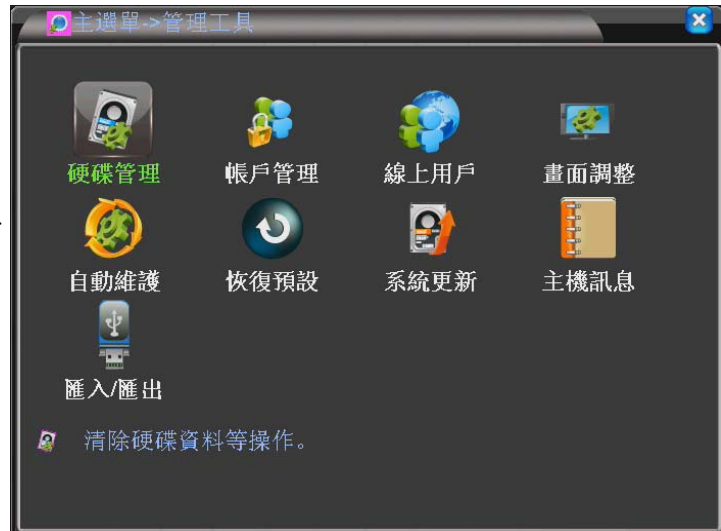 主選單->管理工具
硬碟管理 帳戶管理 線上用戶 畫面調整
自動維護 恢復預設 系統更新 主機訊息
匯入/匯出
清除硬碟資料等操作。